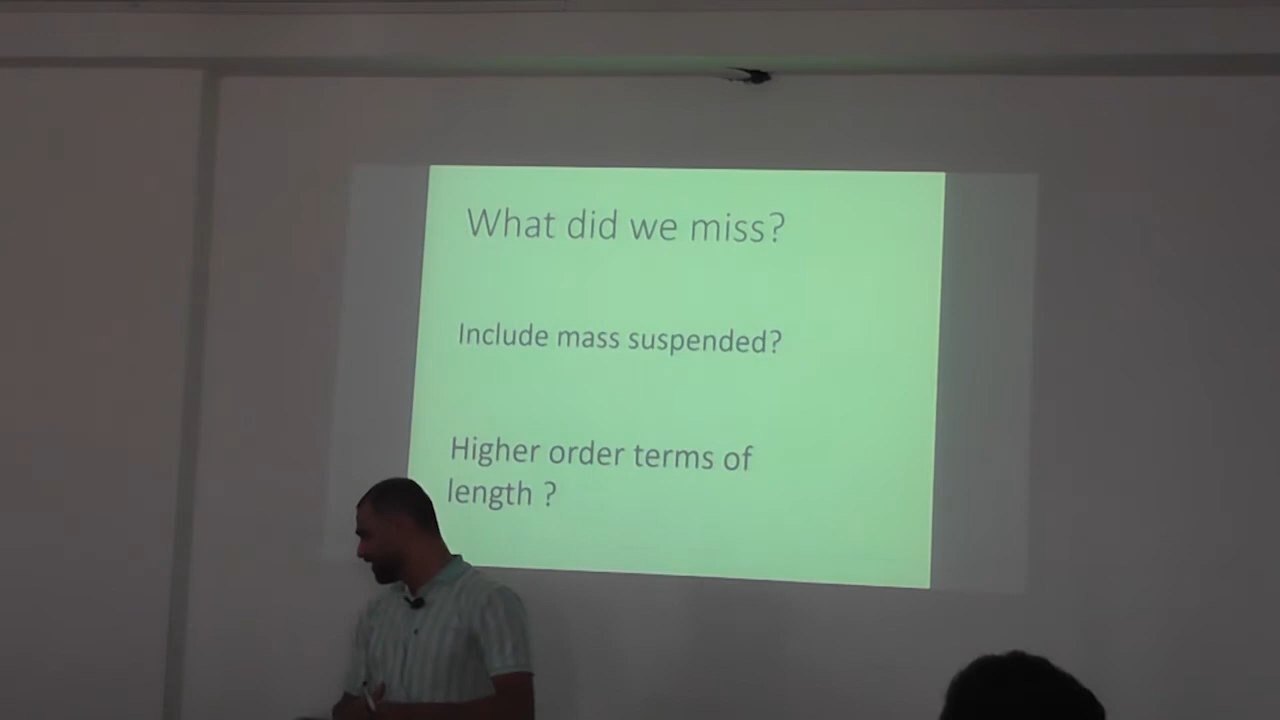 What did we miss?
Include mass suspended?
Higher order terms of
length ?